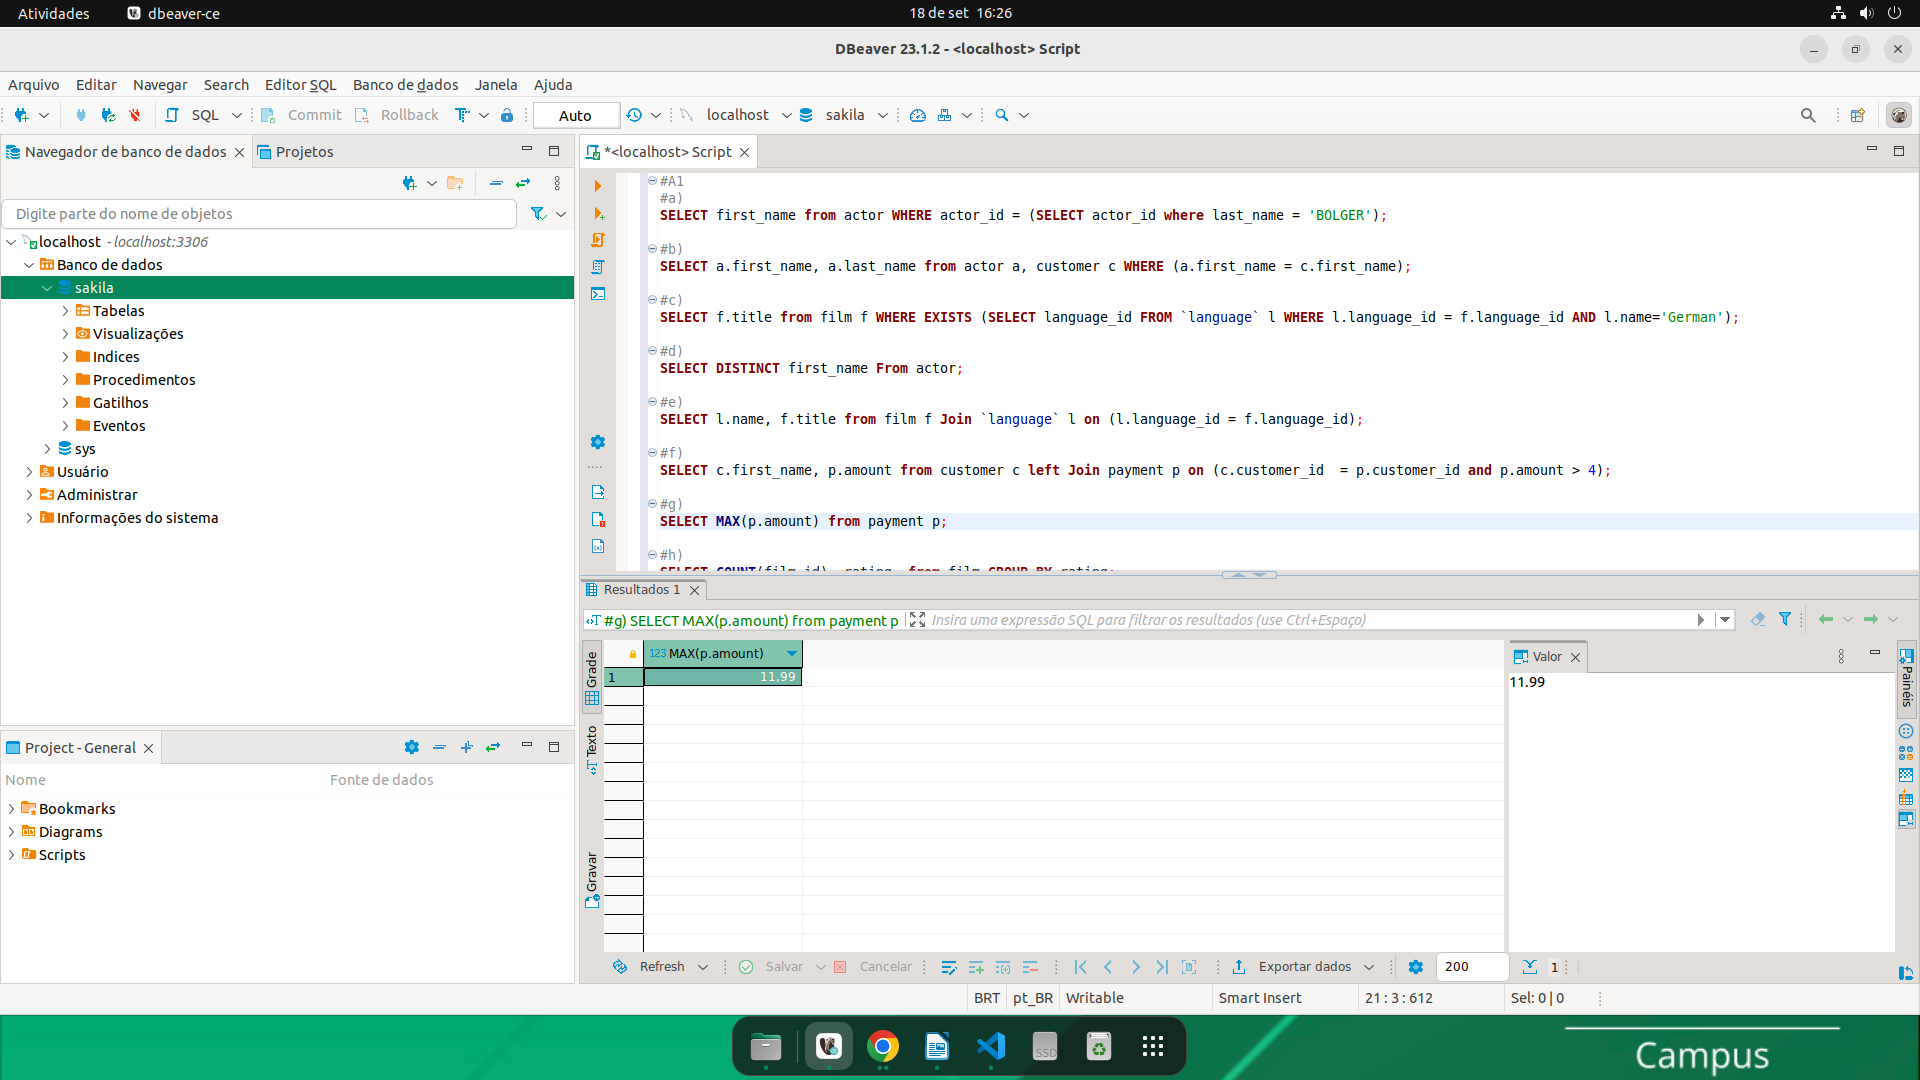 Atividades dbeaver-ce 18 de set 16:26
DBeaver 23.1.2 - <localhost> Script
Arquivo Editar Navegar Search Editor SQL Banco de dados Janela Ajuda
SQL Commit Rollback Auto localhost sakila
Navegador de banco de dados Projetos
Digite parte do nome de objetos
localhost - localhost:3306
Banco de dados
sakila
Tabelas
Visualizações
Indices
Procedimentos
Gatilhos
Eventos
sys
Usuário
Administrar
Informações do sistema
Project - General
Nome Fonte de dados
Bookmarks
Diagrams
Scripts
*<localhost> Script
#A1
#a)
SELECT first_name from actor WHERE actor_id = (SELECT actor_id where last_name = 'BOLGER');
#b)
SELECT a.first_name, a.last_name from actor a, customer c WHERE (a.first_name = c.first_name);
#c)
SELECT f.title from film f WHERE EXISTS (SELECT language_id FROM `language` l WHERE l.language_id = f.language_id AND l.name='German');
#d)
SELECT DISTINCT first_name From actor;
#e)
SELECT l.name, f.title from film f Join `language` l on (l.language_id = f.language_id);
#f)
SELECT c.first_name, p.amount from customer c left Join payment p on (c.customer_id  = p.customer_id and p.amount > 4);
#g)
SELECT MAX(p.amount) from payment p;
#h)
SELECT COUNT(film_id), rating  from film GROUP BY rating;
Resultados 1
#g) SELECT MAX(p.amount) from payment p Insira uma expressão SQL para filtrar os resultados (use Ctrl+Espaço)
Grade
Texto
Gravar
123 MAX(p.amount)
1 11,99
Valor
11.99
Painéis
Refresh Salvar Cancelar Exportar dados 200 1
BRT pt_BR Writable Smart Insert 21 : 3 : 612 Sel: 0 | 0
SSD
Campus